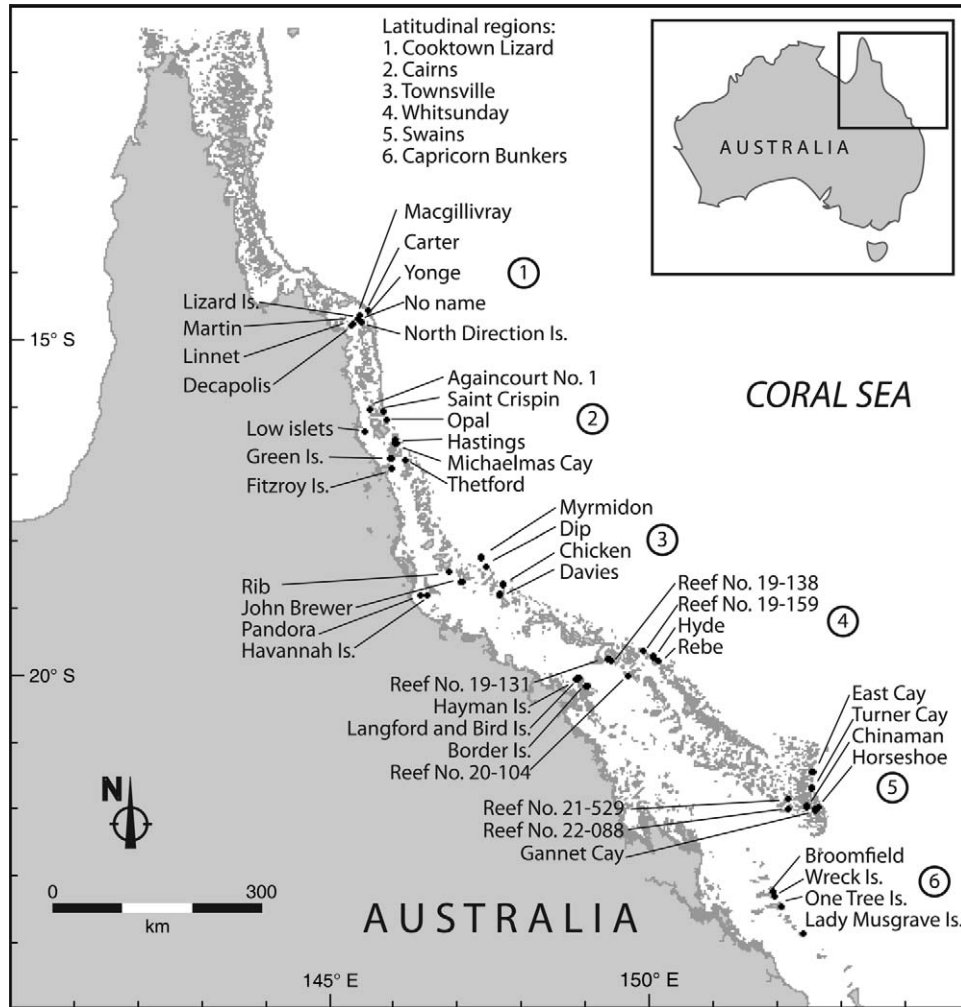 Latitudinal regions:
1. Cooktown Lizard
2. Cairns
3. Townsville
4. Whitsunday
5. Swains
6. Capricorn Bunkers
AUSTRALIA
Macgillivray
Carter
Yonge
1
Lizard Is.
No name
Martin
North Direction Is.
15° S
Linnet
Decapolis
Againcourt No. 1
CORAL SEA
Saint Crispin
2
Opal
Low islets
Hastings
Green Is.
Michaelmas Cay
Fitzroy Is.
Thetford
Myrmidon
Dip
3
Chicken
Davies
Rib
Reef No. 19-138
John Brewer
Reef No. 19-159
Pandora
Hyde
4
Havannah Is.
Rebe
20° S
Reef No. 19-131
Hayman Is.
East Cay
Langford and Bird Is.
Turner Cay
Border Is.
Chinaman
Reef No. 20-104
Horseshoe
5
N
Reef No. 21-529
Reef No. 22-088
Gannet Cay
Broomfield
Wreck Is.
6
0 300
One Tree Is.
km
AUSTRALIA
Lady Musgrave Is.
145° E 150° E